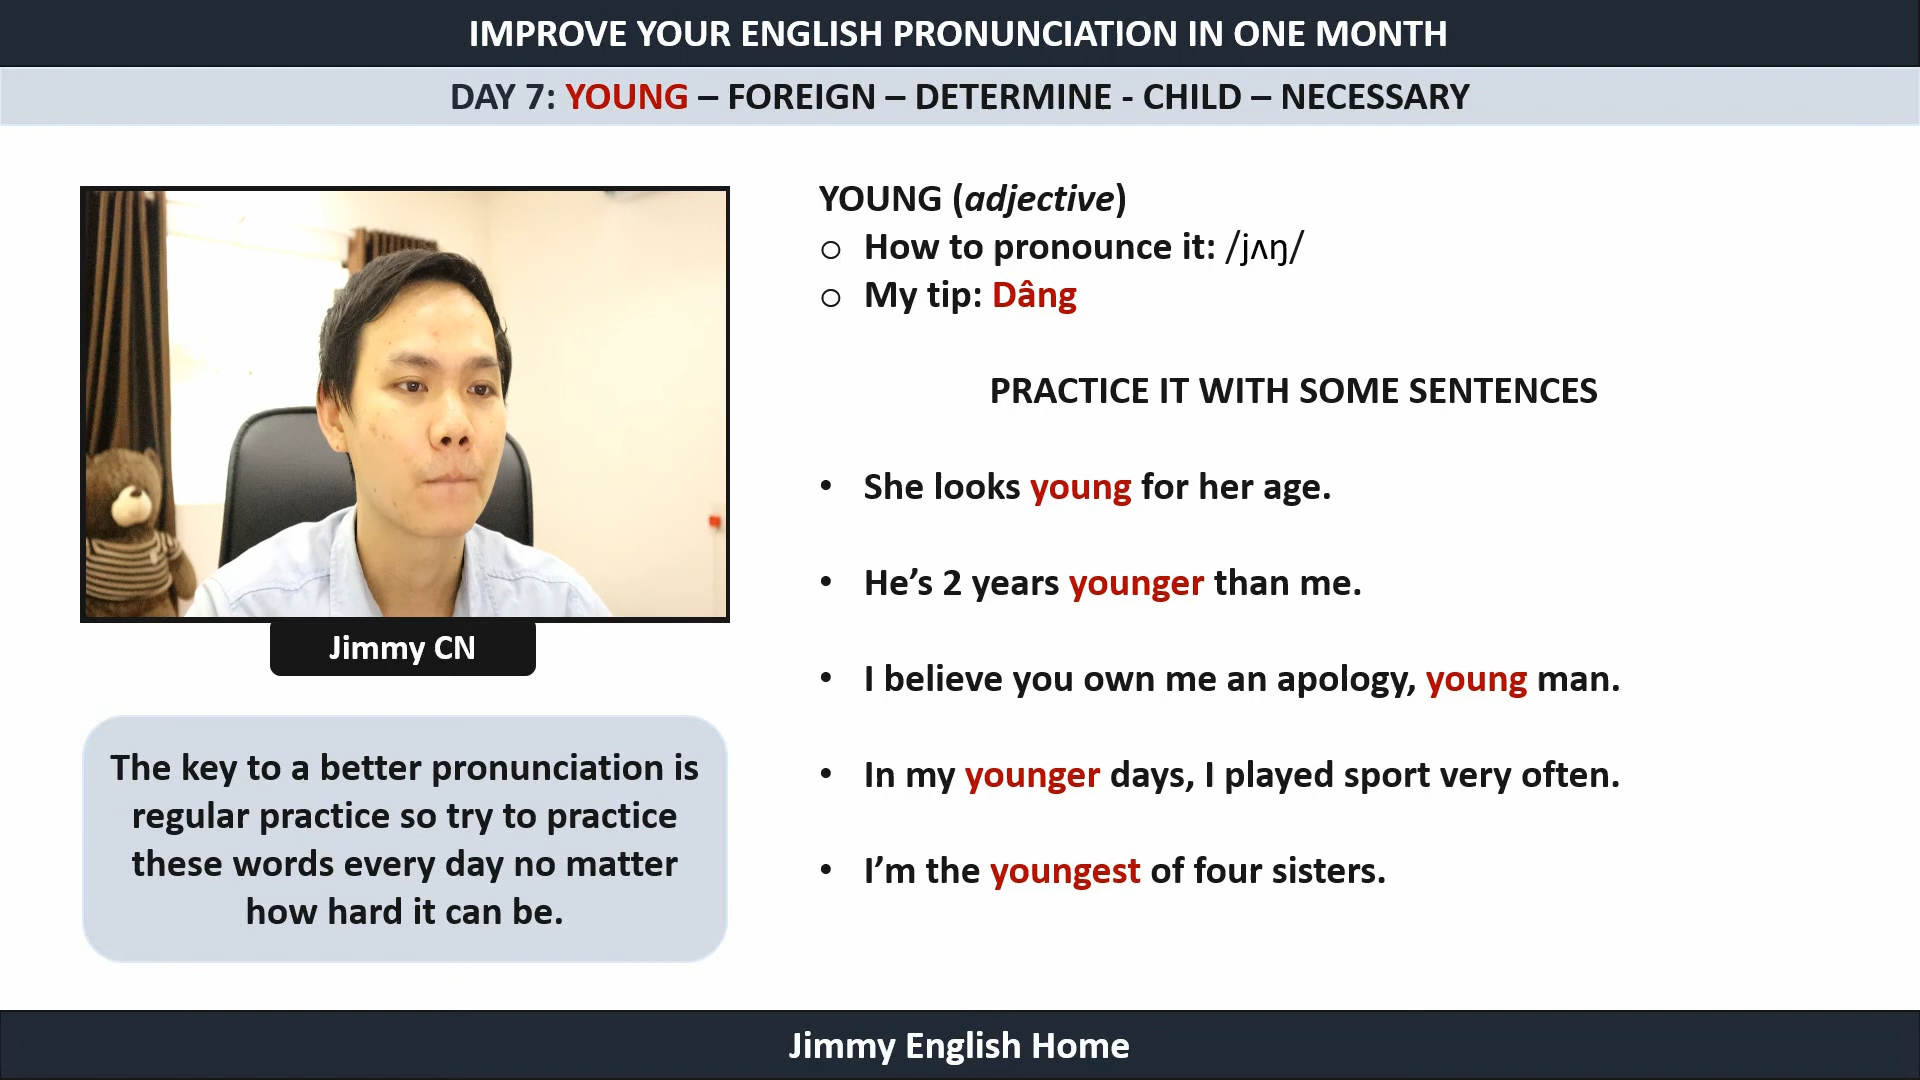 IMPROVE YOUR ENGLISH PRONUNCIATION IN ONE MONTH
DAY 7: YOUNG – FOREIGN – DETERMINE - CHILD – NECESSARY
YOUNG (adjective)
○ How to pronounce it: /jʌŋ/
○ My tip: Dâng
PRACTICE IT WITH SOME SENTENCES
• She looks young for her age.
• He’s 2 years younger than me.
• I believe you own me an apology, young man.
• In my younger days, I played sport very often.
• I’m the youngest of four sisters.
Jimmy CN
The key to a better pronunciation is
regular practice so try to practice
these words every day no matter
how hard it can be.
Jimmy English Home